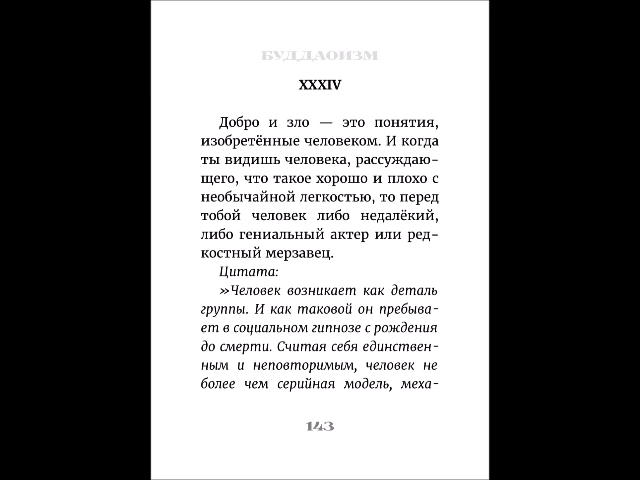 БУДДАОИЗМ
XXXIV
Добро и зло — это понятия,
изобретённые человеком. И когда
ты видишь человека, рассуждаю-
щего, что такое хорошо и плохо с
необычайной легкостью, то перед
тобой человек либо недалёкий,
либо гениальный актер или ред-
костный мерзавец.
Цитата:
»Человек возникает как деталь
группы. И как таковой он пребыва-
ет в социальном гипнозе с рождения
до смерти. Считая себя единствен-
ным и неповторимым, человек не
более чем серийная модель, меха-
143